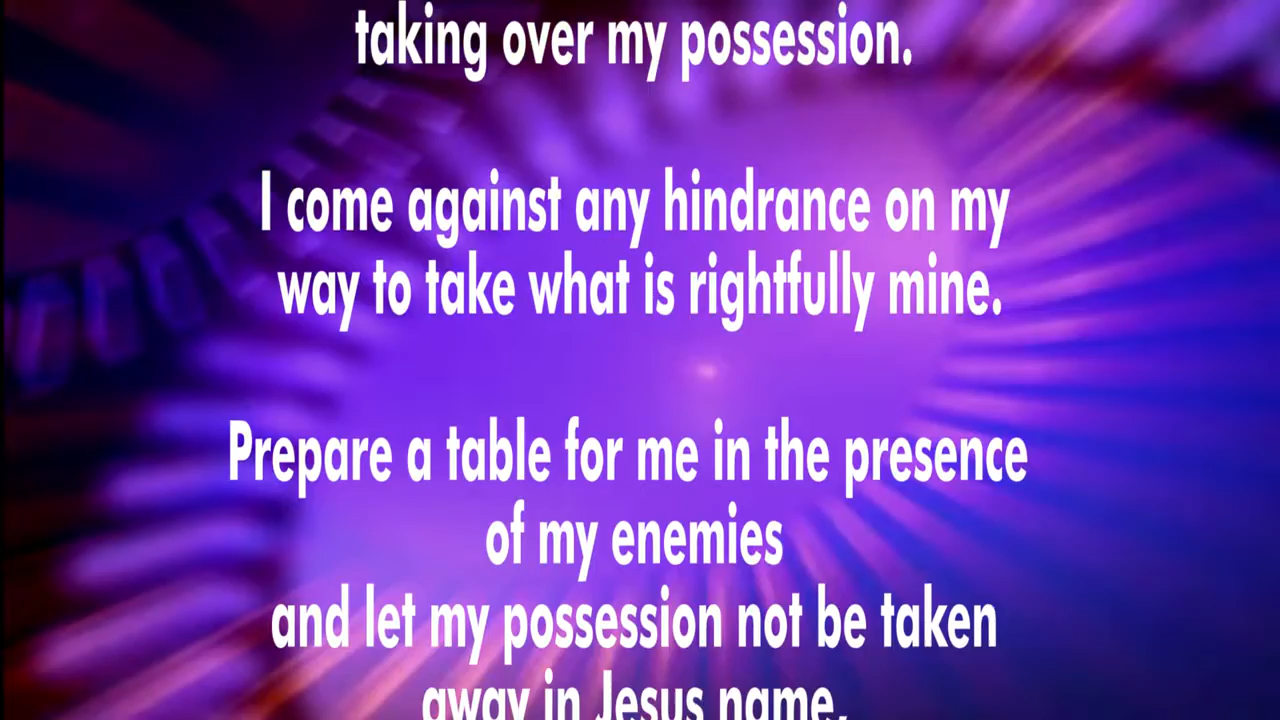 taking over my possession.
I come against any hindrance on my
way to take what is rightfully mine.
Prepare a table for me in the presence
of my enemies
and let my possession not be taken
away in Jesus name.